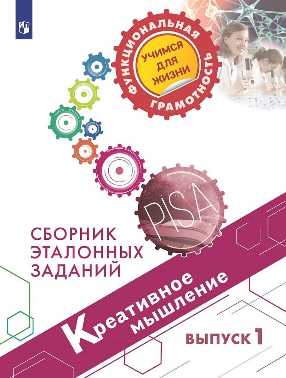 ФУНКЦИОНАЛЬНАЯ
УЧИМСЯ
ДЛЯ
ЖИЗНИ
ГРАМОТНОСТЬ
PISA
СБОРНИК
ЭТАЛОННЫХ
ЗАДАНИЙ
Креативное
мышление
ВЫПУСК 1